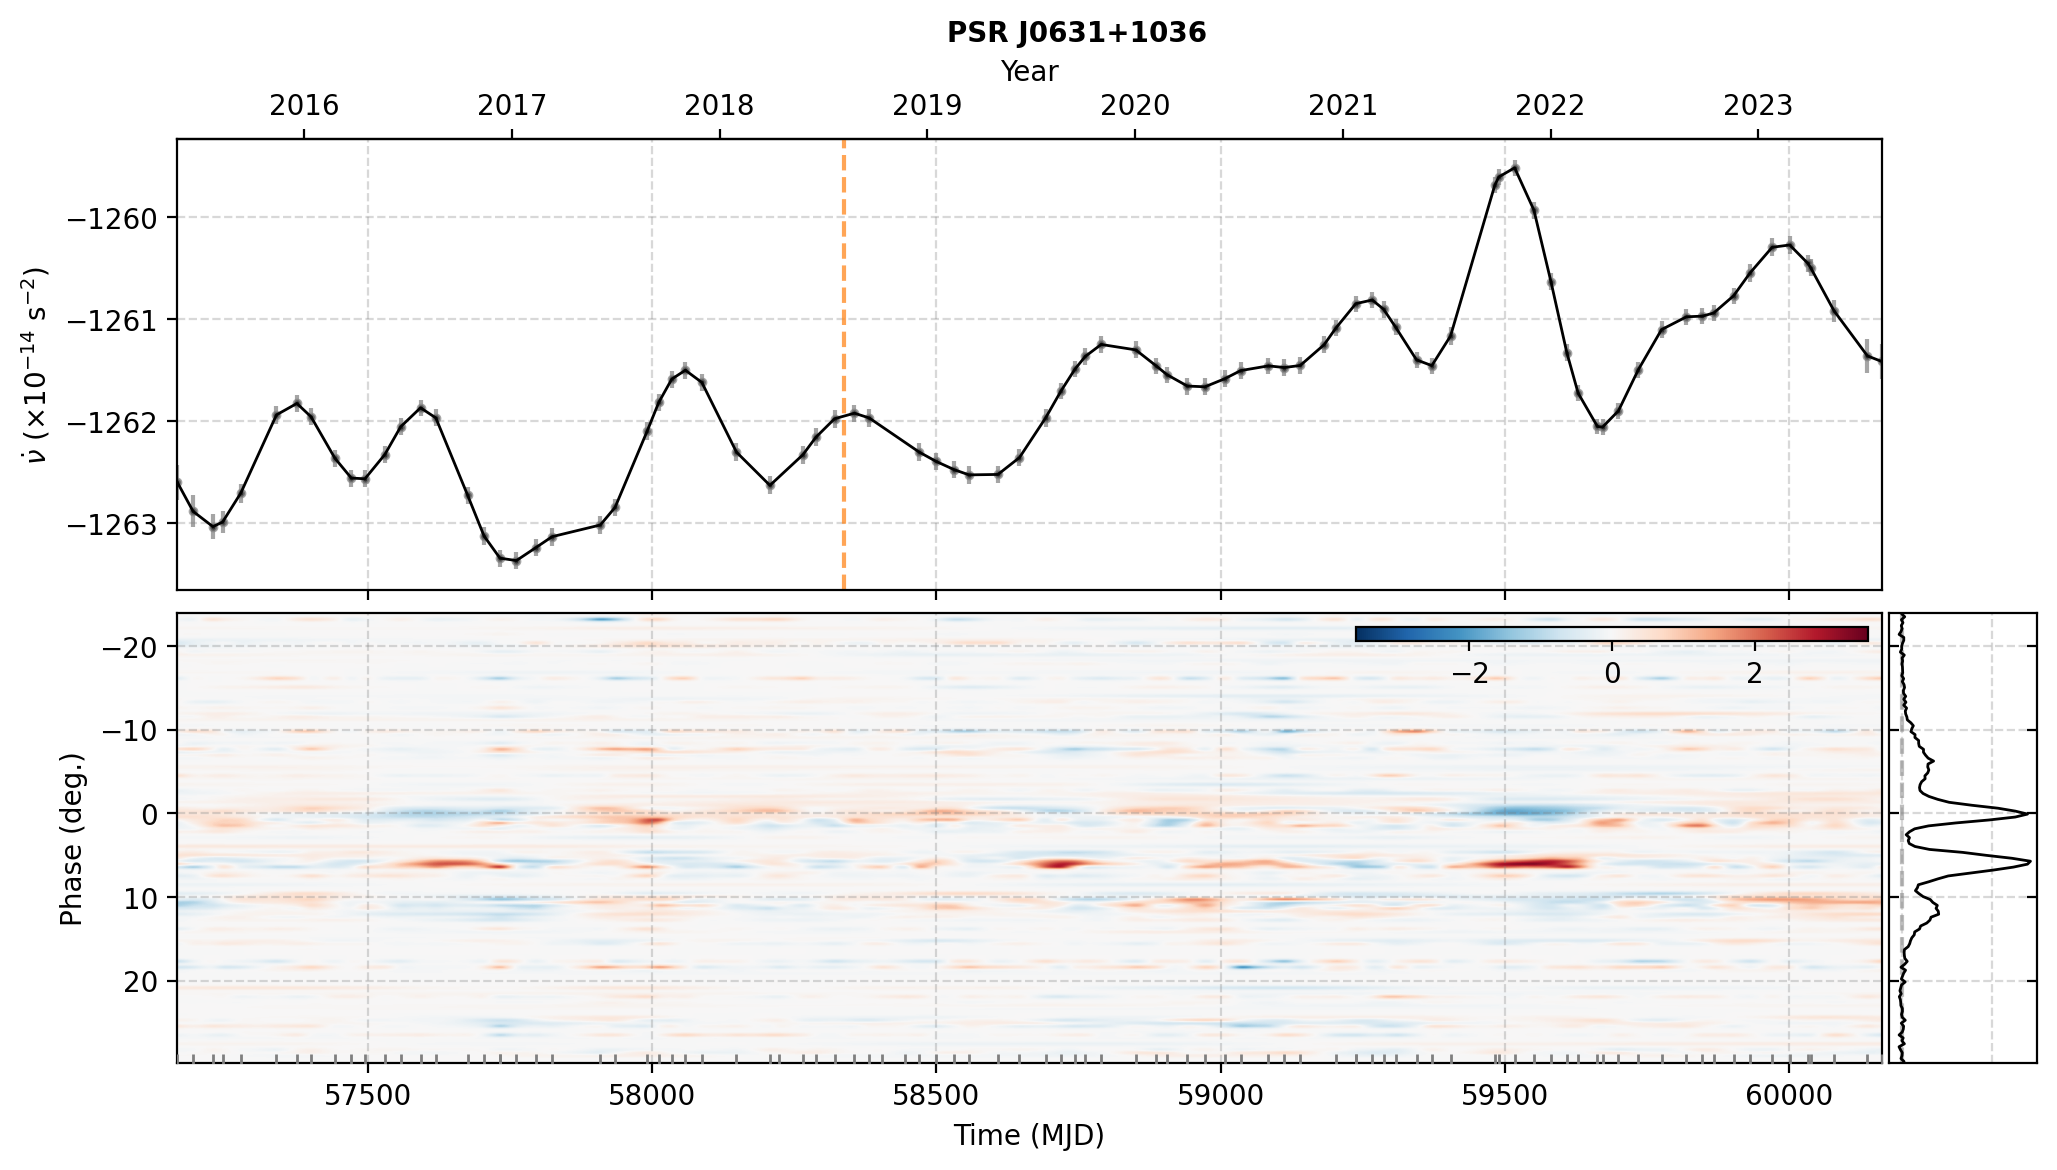 PSR J0631+1036
Year
2016 2017 2018 2019 2020 2021 2022 2023
−1260
−1261
−1262
−1263
ν̇ (×10⁻¹⁴ s⁻²)
−20
−10
0
10
20
Phase (deg.)
−2 0 2
57500 58000 58500 59000 59500 60000
Time (MJD)